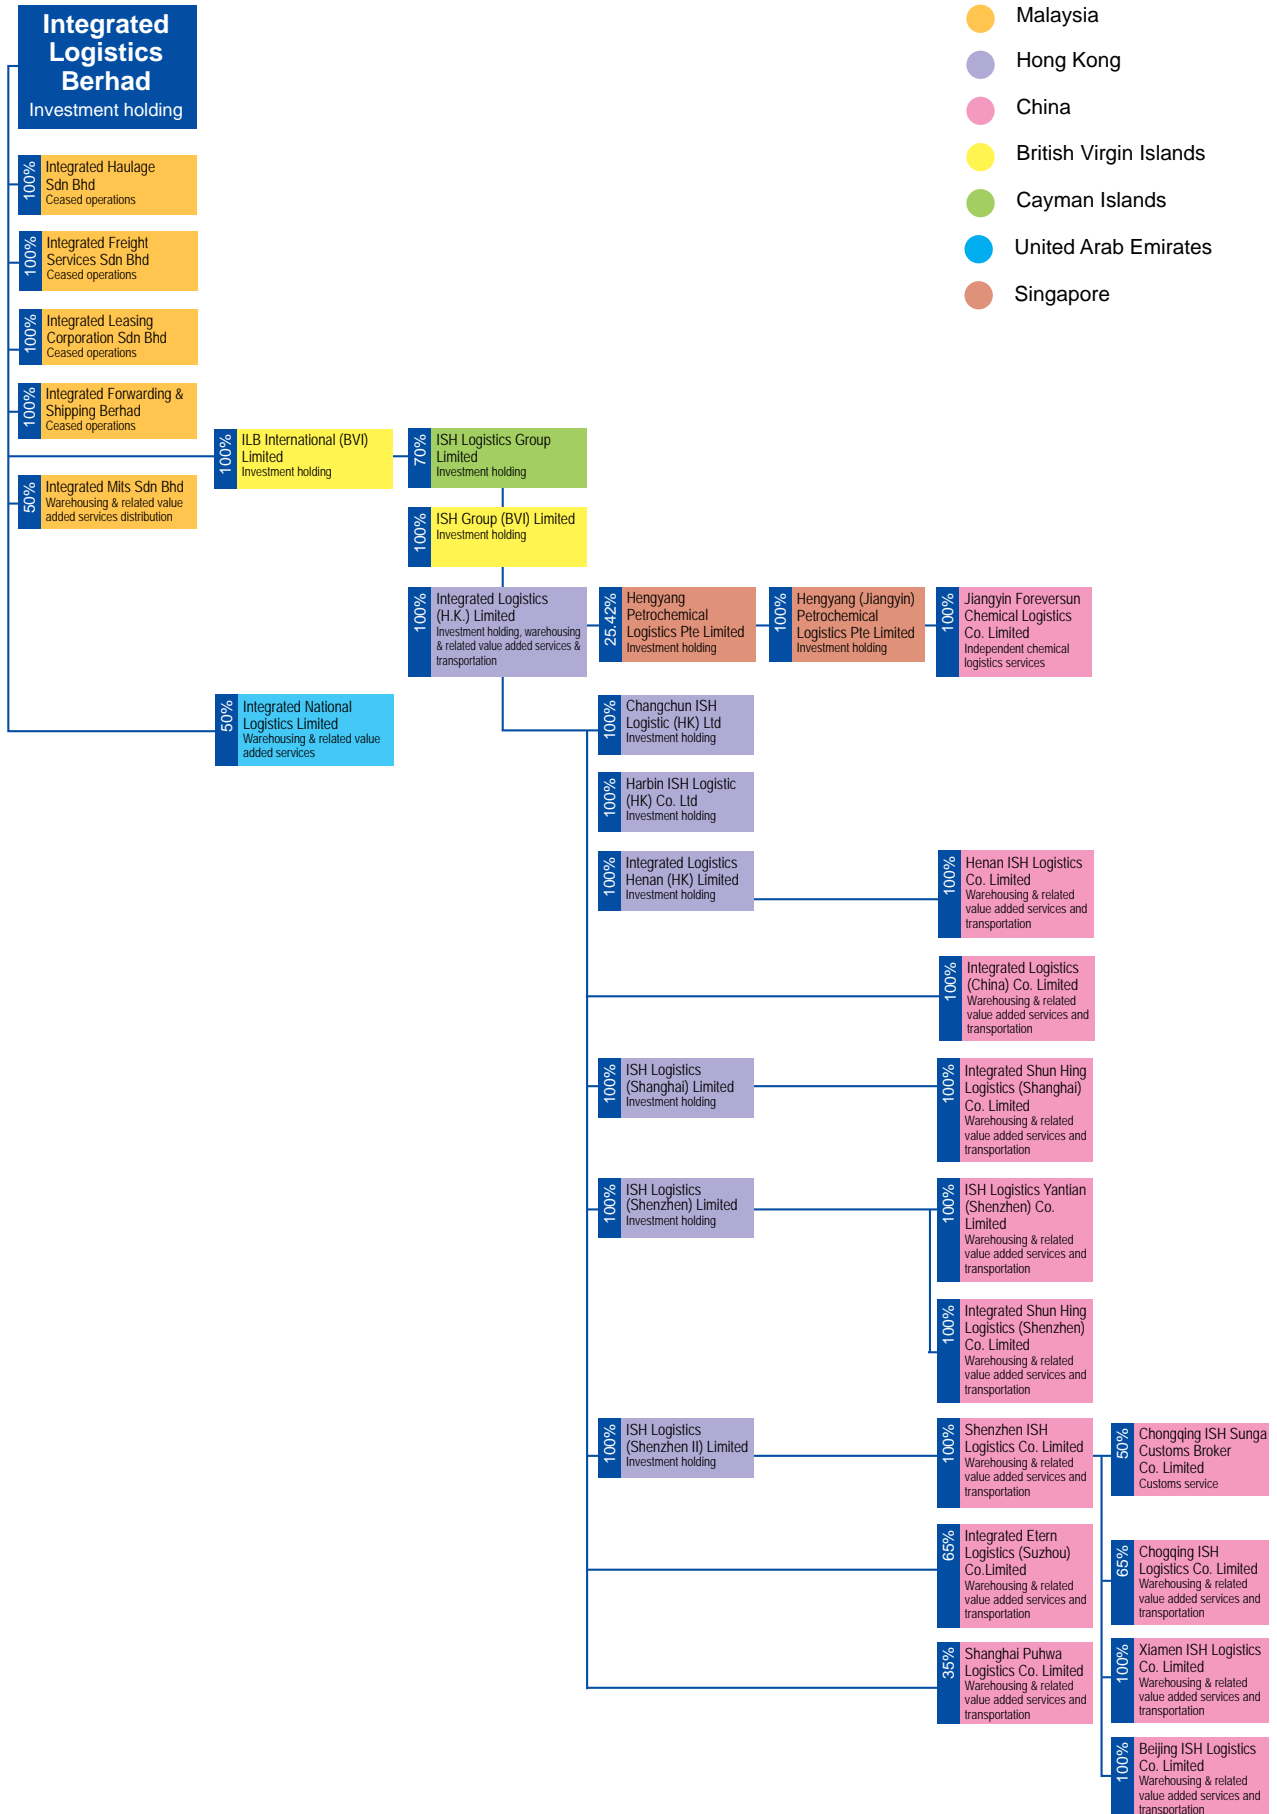 Integrated
Logistics
Berhad
Investment holding
Malaysia
Hong Kong
China
British Virgin Islands
Cayman Islands
United Arab Emirates
Singapore
100%
Integrated Haulage
Sdn Bhd
Ceased operations
100%
Integrated Freight
Services Sdn Bhd
Ceased operations
100%
Integrated Leasing
Corporation Sdn Bhd
Ceased operations
100%
Integrated Forwarding &
Shipping Berhad
Ceased operations
50%
Integrated Mits Sdn Bhd
Warehousing & related value
added services distribution
100%
ILB International (BVI)
Limited
Investment holding
70%
ISH Logistics Group
Limited
Investment holding
100%
ISH Group (BVI) Limited
Investment holding
100%
Integrated Logistics
(H.K.) Limited
Investment holding, warehousing
& related value added services &
transportation
25.42%
Hengyang
Petrochemical
Logistics Pte Limited
Investment holding
100%
Hengyang (Jiangyin)
Petrochemical
Logistics Pte Limited
Investment holding
100%
Jiangyin Foreversun
Chemical Logistics
Co. Limited
Independent chemical
logistics services
50%
Integrated National
Logistics Limited
Warehousing & related value
added services
100%
Changchun ISH
Logistic (HK) Ltd
Investment holding
100%
Harbin ISH Logistic
(HK) Co. Ltd
Investment holding
100%
Integrated Logistics
Henan (HK) Limited
Investment holding
100%
Henan ISH Logistics
Co. Limited
Warehousing & related
value added services and
transportation
100%
Integrated Logistics
(China) Co. Limited
Warehousing & related
value added services and
transportation
100%
ISH Logistics
(Shanghai) Limited
Investment holding
100%
Integrated Shun Hing
Logistics (Shanghai)
Co. Limited
Warehousing & related
value added services and
transportation
100%
ISH Logistics
(Shenzhen) Limited
Investment holding
100%
ISH Logistics Yantian
(Shenzhen) Co.
Limited
Warehousing & related
value added services and
transportation
100%
Integrated Shun Hing
Logistics (Shenzhen)
Co. Limited
Warehousing & related
value added services and
transportation
100%
ISH Logistics
(Shenzhen II) Limited
Investment holding
100%
Shenzhen ISH
Logistics Co. Limited
Warehousing & related
value added services and
transportation
50%
Chongqing ISH Sunga
Customs Broker
Co. Limited
Customs service
65%
Integrated Etern
Logistics (Suzhou)
Co.Limited
Warehousing & related
value added services and
transportation
65%
Chogqing ISH
Logistics Co. Limited
Warehousing & related
value added services and
transportation
35%
Shanghai Puhwa
Logistics Co. Limited
Warehousing & related
value added services and
transportation
100%
Xiamen ISH Logistics
Co. Limited
Warehousing & related
value added services and
transportation
100%
Beijing ISH Logistics
Co. Limited
Warehousing & related
value added services and
transportation